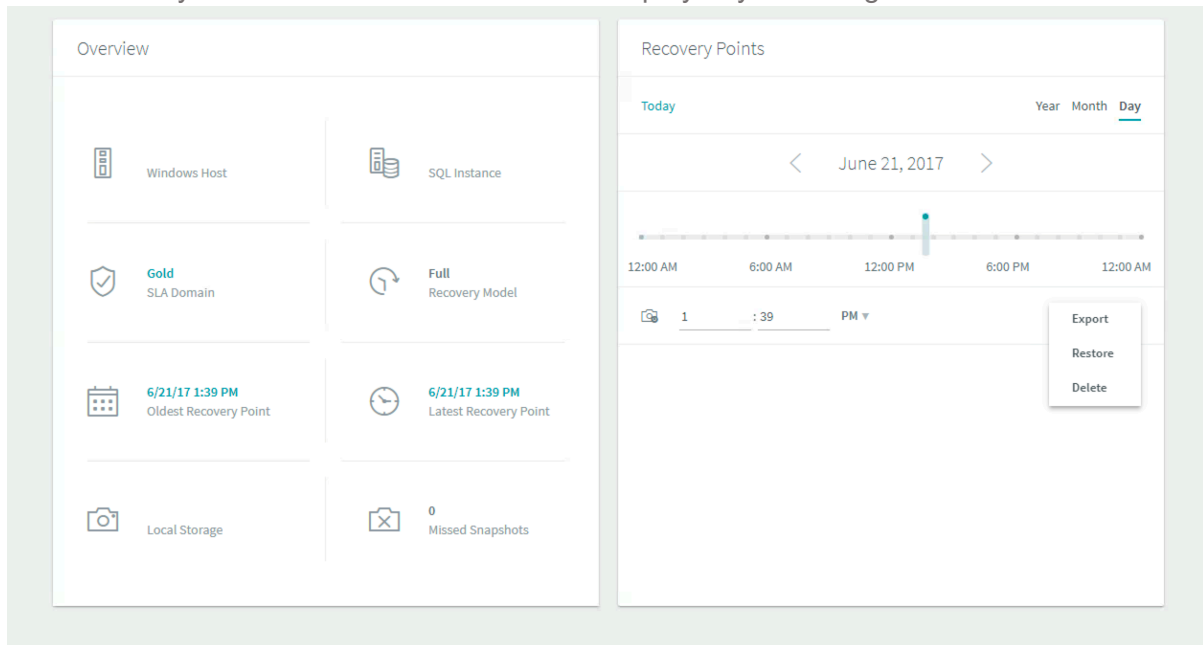 Overview
Windows Host
SQL Instance
Gold
SLA Domain
Full
Recovery Model
6/21/17 1:39 PM
Oldest Recovery Point
6/21/17 1:39 PM
Latest Recovery Point
Local Storage
0
Missed Snapshots
Recovery Points
Today
Year Month Day
June 21, 2017
12:00 AM 6:00 AM 12:00 PM 6:00 PM 12:00 AM
1 : 39 PM
Export
Restore
Delete